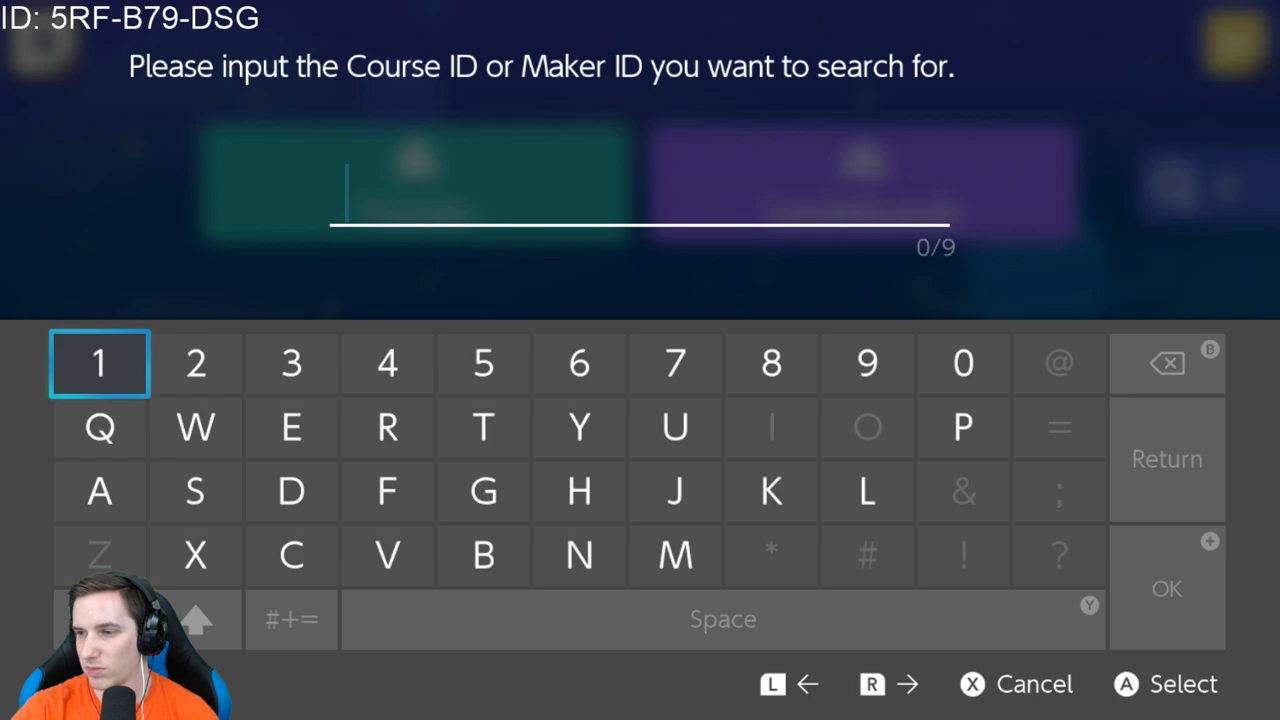 ID: 5RF-B79-DSG
Please input the Course ID or Maker ID you want to search for.
0/9
1 2 3 4 5 6 7 8 9 0 @ B
Q W E R T Y U I O P =
Return
A S D F G H J K L & ;
Z X C V B N M * # ! ? +
OK
#+= Space Y
L ← R → X Cancel A Select